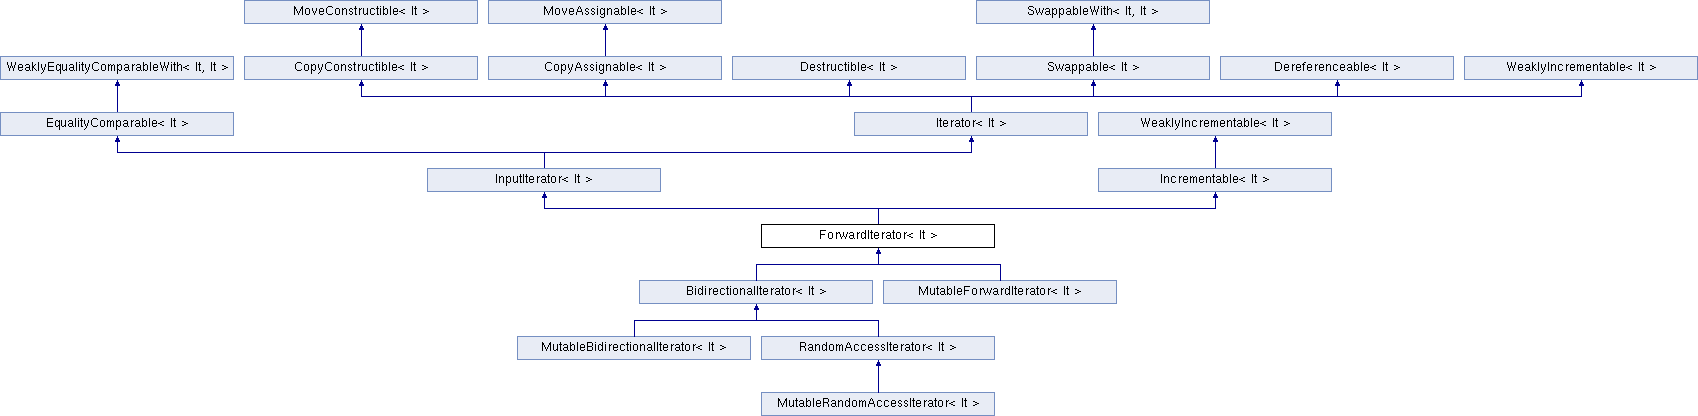 MoveConstructible< It >
MoveAssignable< It >
SwappableWith< It, It >
WeaklyEqualityComparableWith< It, It >
CopyConstructible< It >
CopyAssignable< It >
Destructible< It >
Swappable< It >
Dereferenceable< It >
WeaklyIncrementable< It >
EqualityComparable< It >
Iterator< It >
WeaklyIncrementable< It >
InputIterator< It >
Incrementable< It >
ForwardIterator< It >
BidirectionalIterator< It >
MutableForwardIterator< It >
MutableBidirectionalIterator< It >
RandomAccessIterator< It >
MutableRandomAccessIterator< It >